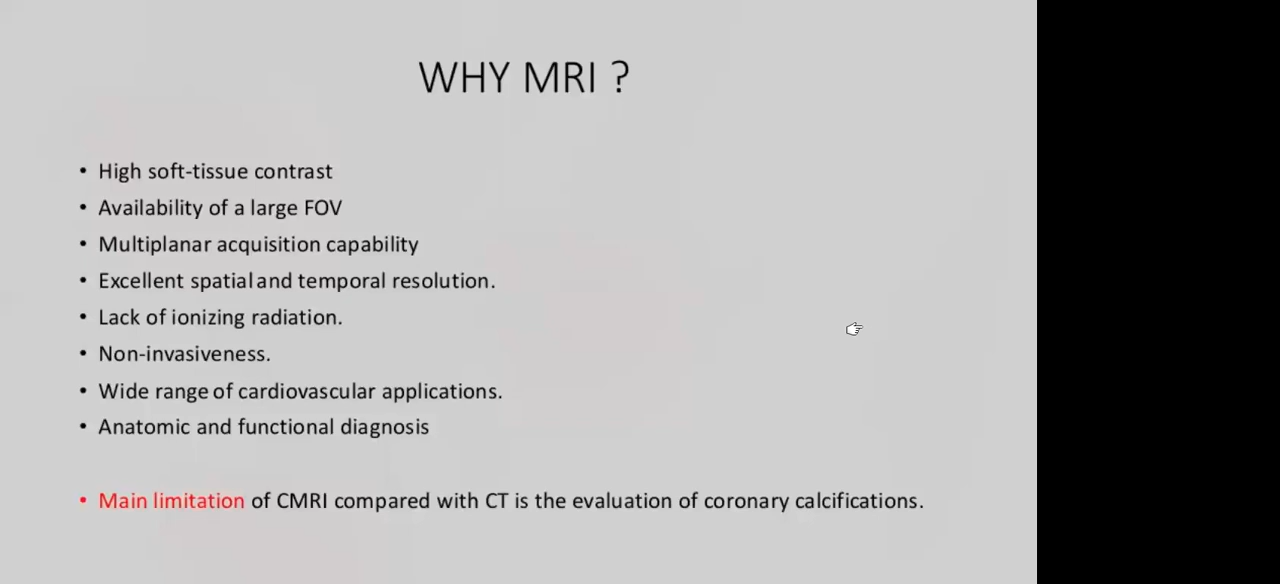 WHY MRI ?
• High soft-tissue contrast
• Availability of a large FOV
• Multiplanar acquisition capability
• Excellent spatial and temporal resolution.
• Lack of ionizing radiation.
• Non-invasiveness.
• Wide range of cardiovascular applications.
• Anatomic and functional diagnosis
• Main limitation of CMRI compared with CT is the evaluation of coronary calcifications.